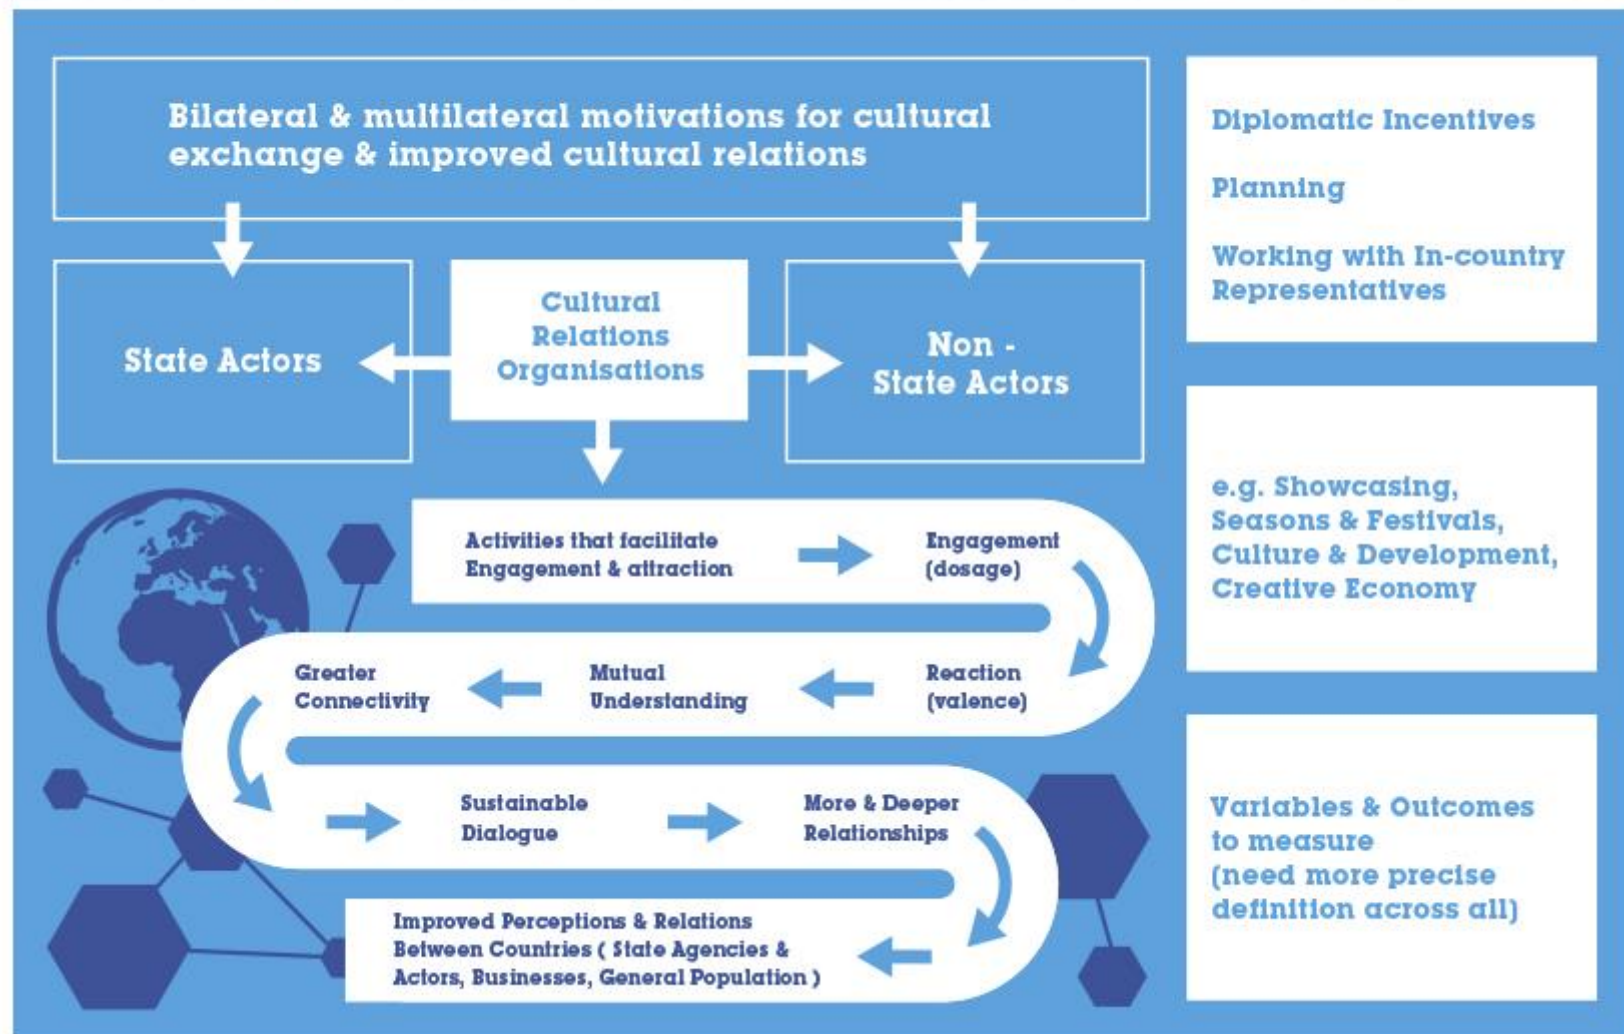 Bilateral & multilateral motivations for cultural
exchange & improved cultural relations
State Actors
Cultural
Relations
Organisations
Non -
State Actors
Activities that facilitate
Engagement & attraction
Engagement
(dosage)
Reaction
(valence)
Mutual
Understanding
Greater
Connectivity
Sustainable
Dialogue
More & Deeper
Relationships
Improved Perceptions & Relations
Between Countries ( State Agencies &
Actors, Businesses, General Population )
Diplomatic Incentives
Planning
Working with In-country
Representatives
e.g. Showcasing,
Seasons & Festivals,
Culture & Development,
Creative Economy
Variables & Outcomes
to measure
(need more precise
definition across all)